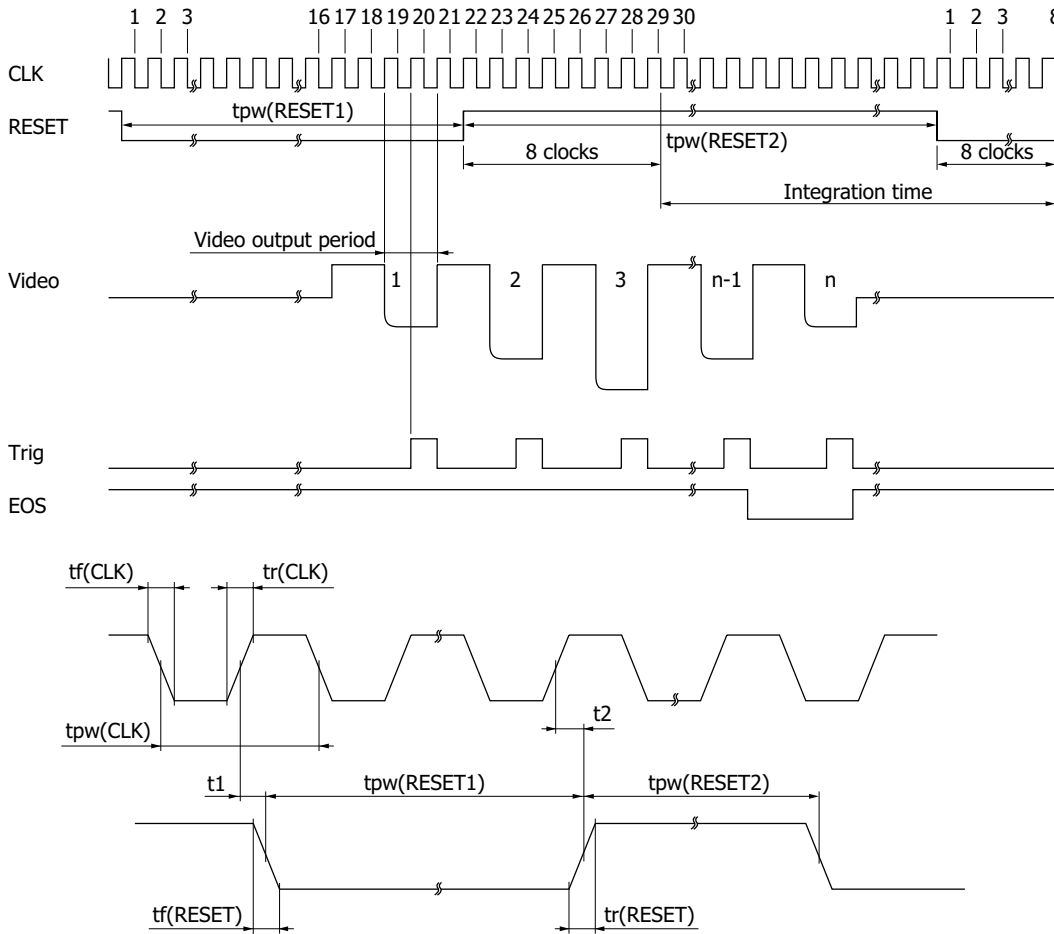 1 2 3 16 17 18 19 20 21 22 23 24 25 26 27 28 29 30 1 2 3 8
CLK
tpw(RESET1)
RESET
tpw(RESET2)
8 clocks 8 clocks
Integration time
Video output period
Video 1 2 3 n-1 n
Trig
EOS
tf(CLK) tr(CLK)
t2
tpw(CLK)
t1 tpw(RESET1) tpw(RESET2)
tf(RESET) tr(RESET)